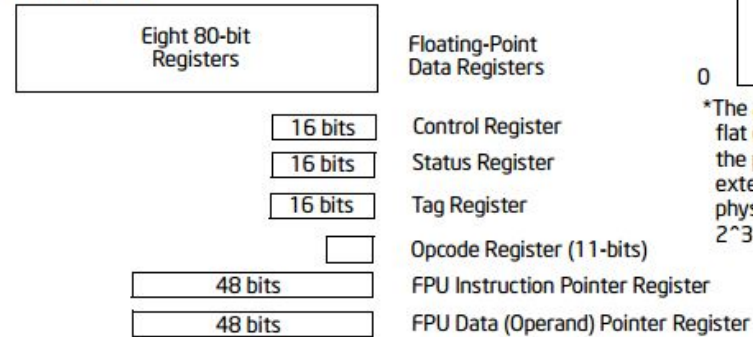 Eight 80-bit
Registers
Floating-Point
Data Registers
0
16 bits
Control Register
*The
flat
16 bits
Status Register
the
exte
16 bits
Tag Register
phys
2^3
Opcode Register (11-bits)
48 bits
FPU Instruction Pointer Register
48 bits
FPU Data (Operand) Pointer Register